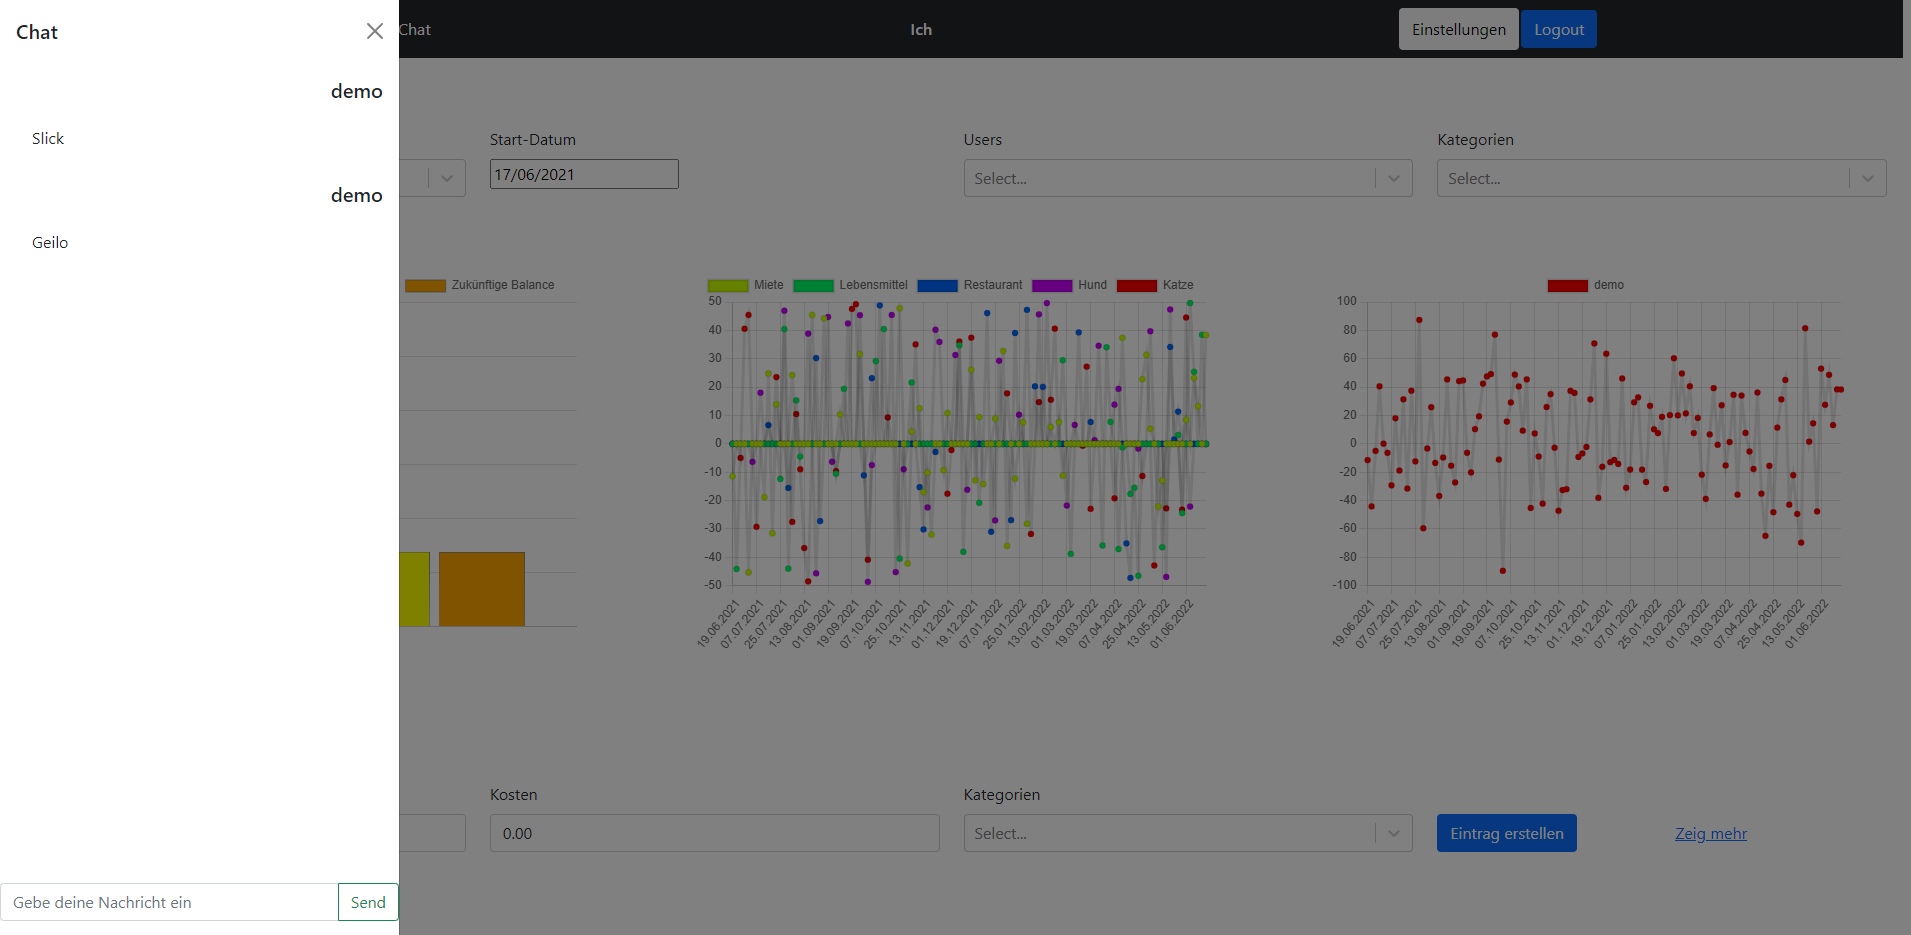 Chat
demo
Slick
demo
Geilo
Gebe deine Nachricht ein
Send
Chat
Ich
Einstellungen
Logout
Start-Datum
17/06/2021
Users
Select...
Kategorien
Select...
Zukünftige Balance
Miete Lebensmittel Restaurant Hund Katze
50
40
30
20
10
0
-10
-20
-30
-40
-50
19.06.2021 07.07.2021 25.07.2021 13.08.2021 01.09.2021 19.09.2021 07.10.2021 25.10.2021 13.11.2021 01.12.2021 19.12.2021 07.01.2022 25.01.2022 13.02.2022 01.03.2022 19.03.2022 07.04.2022 25.04.2022 13.05.2022 01.06.2022
demo
100
80
60
40
20
0
-20
-40
-60
-80
-100
19.06.2021 07.07.2021 25.07.2021 13.08.2021 01.09.2021 19.09.2021 07.10.2021 25.10.2021 13.11.2021 01.12.2021 19.12.2021 07.01.2022 25.01.2022 13.02.2022 01.03.2022 19.03.2022 07.04.2022 25.04.2022 13.05.2022 01.06.2022
Kosten
0.00
Kategorien
Select...
Eintrag erstellen
Zeig mehr